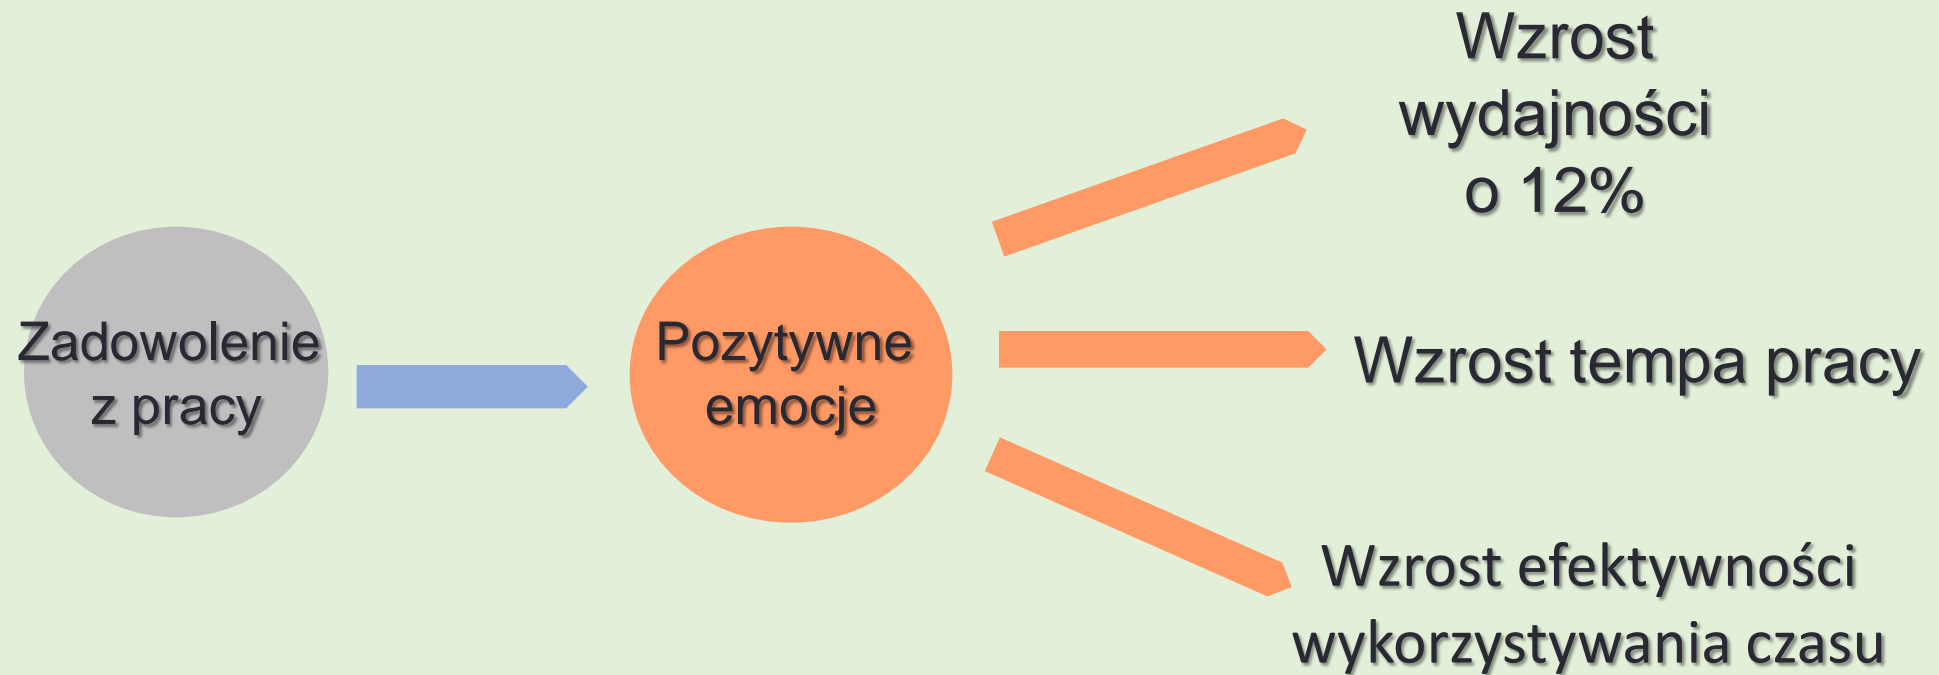 Zadowolenie
z pracy
Pozytywne
emocje
Wzrost
wydajności
o 12%
Wzrost tempa pracy
Wzrost efektywności
wykorzystywania czasu